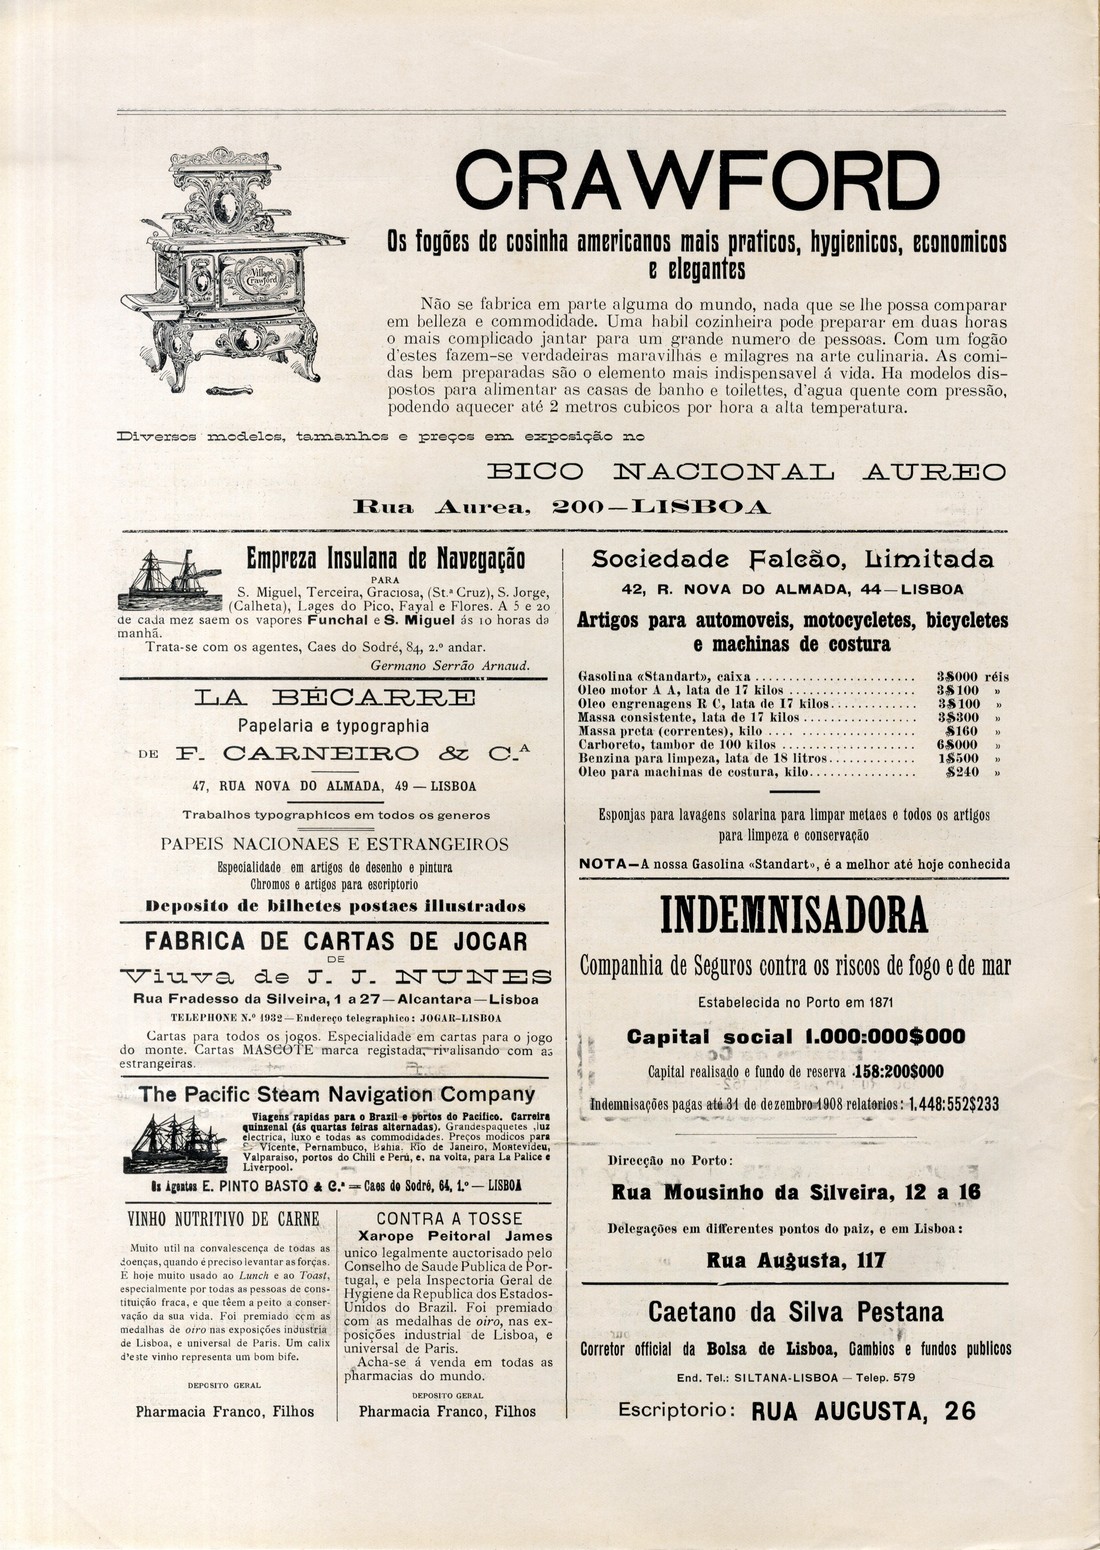 CRAWFORD
Os fogões de cosinha americanos mais praticos, hygienicos, economicos
e elegantes
Village
Crawford
Não se fabrica em parte alguma do mundo, nada que se lhe possa comparar
em belleza e commodidade. Uma habil cozinheira pode preparar em duas horas
o mais complicado jantar para um grande numero de pessoas. Com um fogão
d'estes fazem-se verdadeiras maravilhas e milagres na arte culinaria. As comi-
das bem preparadas são o elemento mais indispensavel á vida. Ha modelos dis-
postos para alimentar as casas de banho e toilettes, d'agua quente com pressão,
podendo aquecer até 2 metros cubicos por hora a alta temperatura.
Diversos modelos, tamanhos e preços em exposição no
BICO NACIONAL AUREO
Rua Aurea, 200—LISBOA
Empreza Insulana de Navegação
PARA
S. Miguel, Terceira, Graciosa, (St.ª Cruz), S. Jorge,
(Calheta), Lages do Pico, Fayal e Flores. A 5 e 20
de cada mez saem os vapores Funchal e S. Miguel ás 10 horas da
manhã.
Trata-se com os agentes, Caes do Sodré, 84, 2.º andar.
Germano Serrão Arnaud.
LA BÉCARRE
Papelaria e typographia
DE F. CARNEIRO & C.ᴬ
47, RUA NOVA DO ALMADA, 49 — LISBOA
Trabalhos typographicos em todos os generos
PAPEIS NACIONAES E ESTRANGEIROS
Especialidade em artigos de desenho e pintura
Chromos e artigos para escriptorio
Deposito de bilhetes postaes illustrados
FABRICA DE CARTAS DE JOGAR
DE
Viuva de J. J. NUNES
Rua Fradesso da Silveira, 1 a 27—Alcantara—Lisboa
TELEPHONE N.º 1932—Endereço telegraphico: JOGAR-LISBOA
Cartas para todos os jogos. Especialidade em cartas para o jogo
do monte. Cartas MASCOTE marca registada, rivalisando com as
estrangeiras.
The Pacific Steam Navigation Company
Viagens rapidas para o Brazil e portos do Pacifico. Carreira
quinzenal (ás quartas feiras alternadas). Grandespaquetes ,luz
electrica, luxo e todas as commodidades. Preços modicos para
S. Vicente, Pernambuco, Bahia. Rio de Janeiro, Montevideu,
Valparaiso, portos do Chili e Perú, e, na volta, para La Palice e
Liverpool.
Os Agentes E. PINTO BASTO & C.ª — Caes do Sodré, 64, 1.º — LISBOA
VINHO NUTRITIVO DE CARNE
Muito util na convalescença de todas as
doenças, quando é preciso levantar as forças.
E hoje muito usado ao Lunch e ao Toast,
especialmente por todas as pessoas de cons-
tituição fraca, e que têem a peito a conser-
vação da sua vida. Foi premiado com as
medalhas de oiro nas exposições industria
de Lisboa, e universal de Paris. Um calix
d'este vinho representa um bom bife.
DEPOSITO GERAL
Pharmacia Franco, Filhos
CONTRA A TOSSE
Xarope Peitoral James
unico legalmente auctorisado pelo
Conselho de Saude Publica de Por-
tugal, e pela Inspectoria Geral de
Hygiene da Republica dos Estados-
Unidos do Brazil. Foi premiado
com as medalhas de oiro, nas ex-
posições industrial de Lisboa, e
universal de Paris.
Acha-se á venda em todas as
pharmacias do mundo.
DEPOSITO GERAL
Pharmacia Franco, Filhos
Sociedade Falcão, Limitada
42, R. NOVA DO ALMADA, 44—LISBOA
Artigos para automoveis, motocycletes, bicycletes
e machinas de costura
Gasolina «Standart», caixa ........................ 3$000 réis
Oleo motor A A, lata de 17 kilos ................... 3$100 »
Oleo engrenagens R C, lata de 17 kilos............. 3$100 »
Massa consistente, lata de 17 kilos ................. 3$300 »
Massa preta (correntes), kilo .... ................. $160 »
Carboreto, tambor de 100 kilos .................... 6$000 »
Benzina para limpeza, lata de 18 litros............. 1$500 »
Oleo para machinas de costura, kilo................ $240 »
Esponjas para lavagens solarina para limpar metaes e todos os artigos
para limpeza e conservação
NOTA—A nossa Gasolina «Standart», é a melhor até hoje conhecida
INDEMNISADORA
Companhia de Seguros contra os riscos de fogo e de mar
Estabelecida no Porto em 1871
Capital social 1.000:000$000
Capital realisado e fundo de reserva .158:200$000
Indemnisações pagas até 31 de dezembro 1908 relatorios: 1.448:552$233
Direcção no Porto:
Rua Mousinho da Silveira, 12 a 16
Delegações em differentes pontos do paiz, e em Lisboa:
Rua Augusta, 117
Caetano da Silva Pestana
Corretor official da Bolsa de Lisboa, Cambios e fundos publicos
End. Tel.: SILTANA-LISBOA — Telep. 579
Escriptorio: RUA AUGUSTA, 26